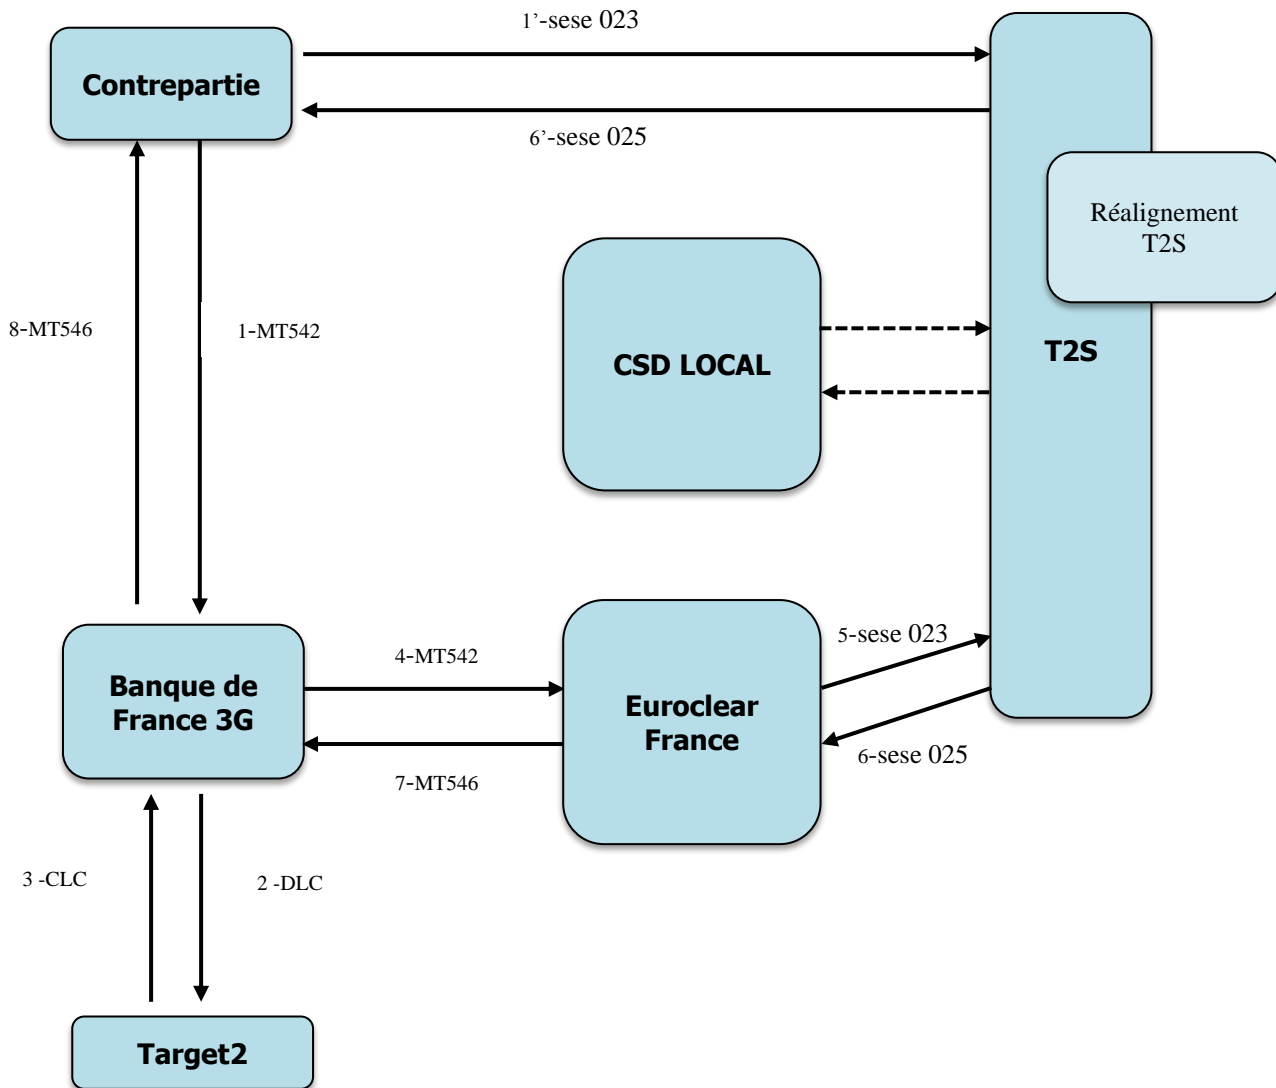 1’-sese 023
Contrepartie
6’-sese 025
Réalignement
T2S
8-MT546
1-MT542
CSD LOCAL
T2S
5-sese 023
4-MT542
Banque de
France 3G
Euroclear
France
6-sese 025
7-MT546
3 -CLC
2 -DLC
Target2